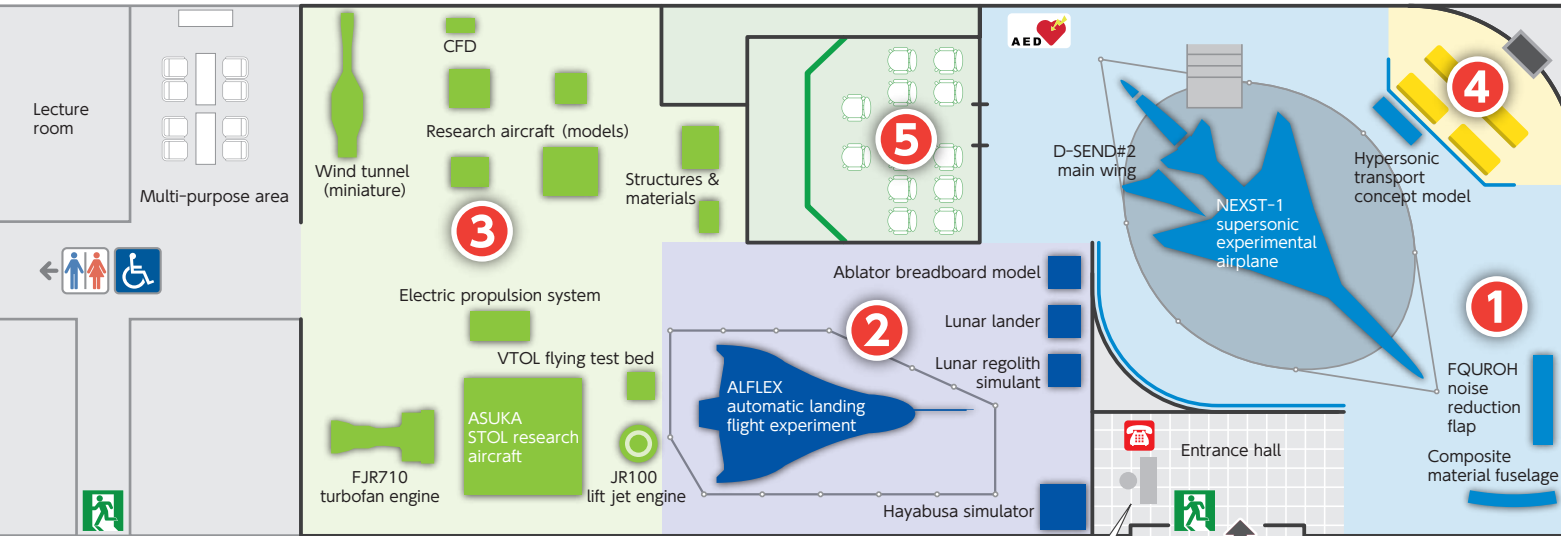 Lecture
room
Multi-purpose area
CFD
Research aircraft (models)
Wind tunnel
(miniature)
Structures &
materials
3
Electric propulsion system
VTOL flying test bed
ASUKA
STOL research
aircraft
FJR710
turbofan engine
JR100
lift jet engine
5
2
Ablator breadboard model
Lunar lander
Lunar regolith
simulant
ALFLEX
automatic landing
flight experiment
Hayabusa simulator
AED
D-SEND#2
main wing
NEXST-1
supersonic
experimental
airplane
4
Hypersonic
transport
concept model
1
FQUROH
noise
reduction
flap
Composite
material fuselage
Entrance hall